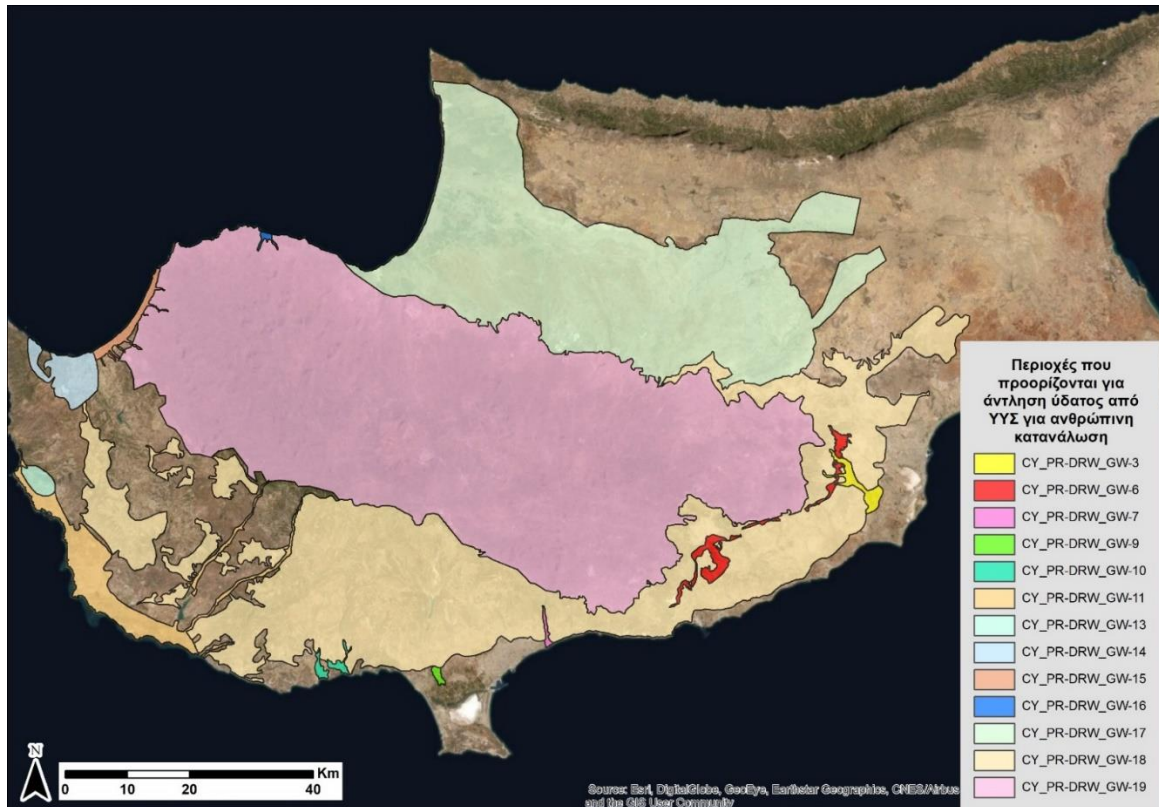 Περιοχές που
προορίζονται για
άντληση ύδατος από
ΥΥΣ για ανθρώπινη
κατανάλωση
CY_PR-DRW_GW-3
CY_PR-DRW_GW-6
CY_PR-DRW_GW-7
CY_PR-DRW_GW-9
CY_PR-DRW_GW-10
CY_PR-DRW_GW-11
CY_PR-DRW_GW-13
CY_PR-DRW_GW-14
CY_PR-DRW_GW-15
CY_PR-DRW_GW-16
CY_PR-DRW_GW-17
CY_PR-DRW_GW-18
CY_PR-DRW_GW-19
N
Km
0 10 20 40
Source: Esri, DigitalGlobe, GeoEye, Earthstar Geographics, CNES/Airbus
and the GIS User Community